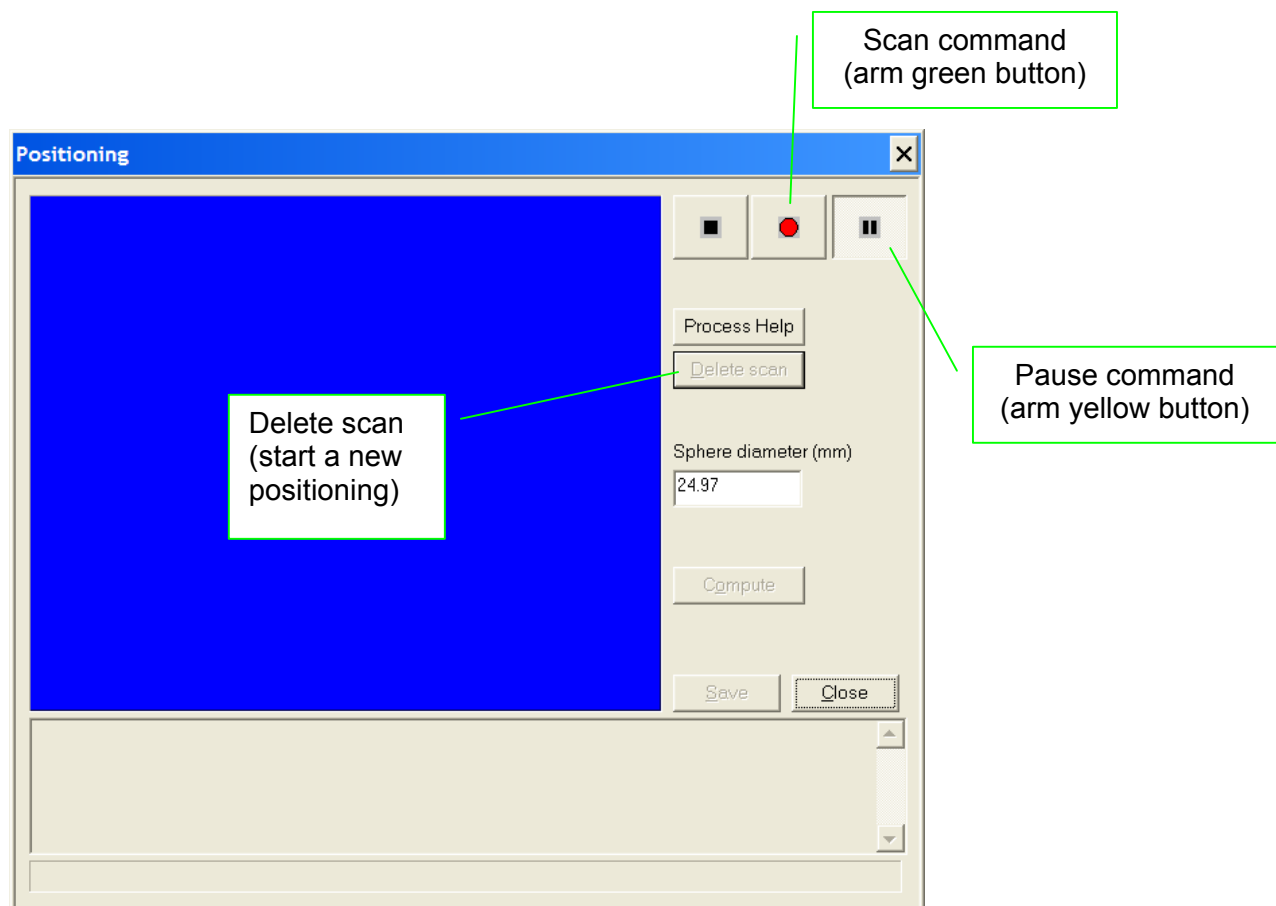 Scan command
(arm green button)
Positioning
Process Help
Delete scan
Pause command
(arm yellow button)
Delete scan
(start a new
positioning)
Sphere diameter (mm)
24.97
Compute
Save
Close